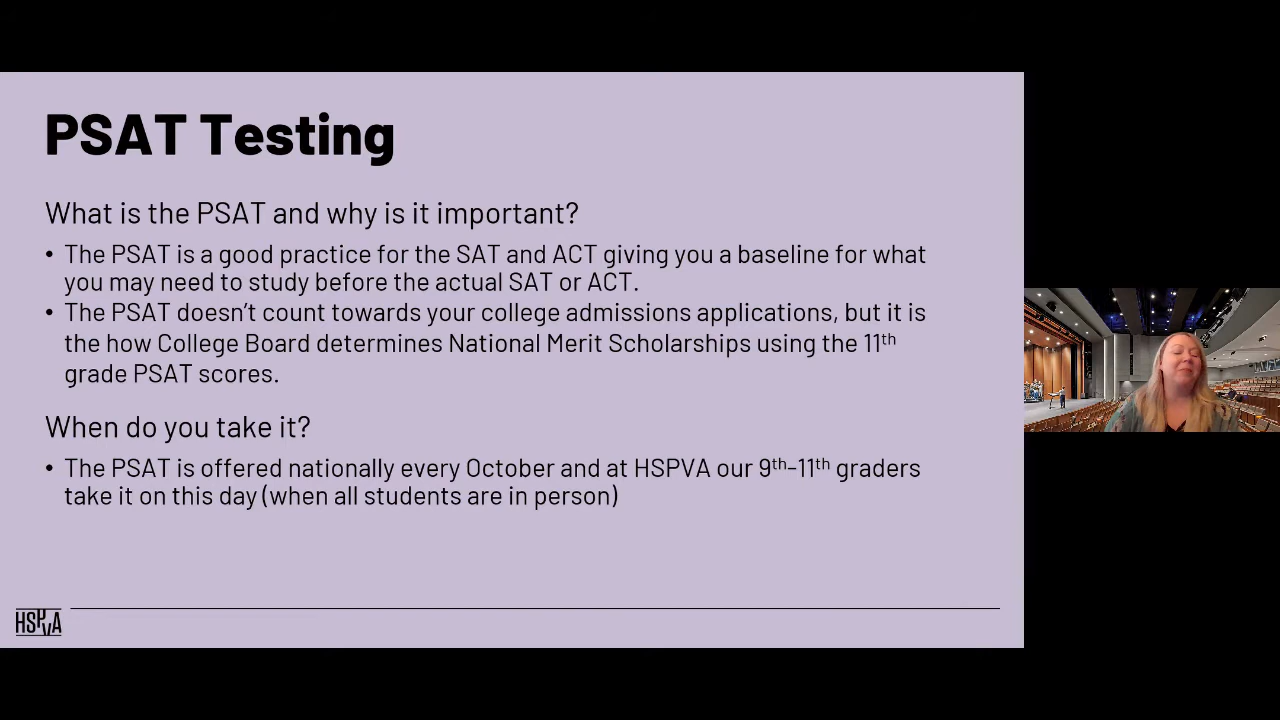 PSAT Testing
What is the PSAT and why is it important?
• The PSAT is a good practice for the SAT and ACT giving you a baseline for what
you may need to study before the actual SAT or ACT.
• The PSAT doesn’t count towards your college admissions applications, but it is
the how College Board determines National Merit Scholarships using the 11th
grade PSAT scores.
When do you take it?
• The PSAT is offered nationally every October and at HSPVA our 9th–11th graders
take it on this day (when all students are in person)
HSPVA